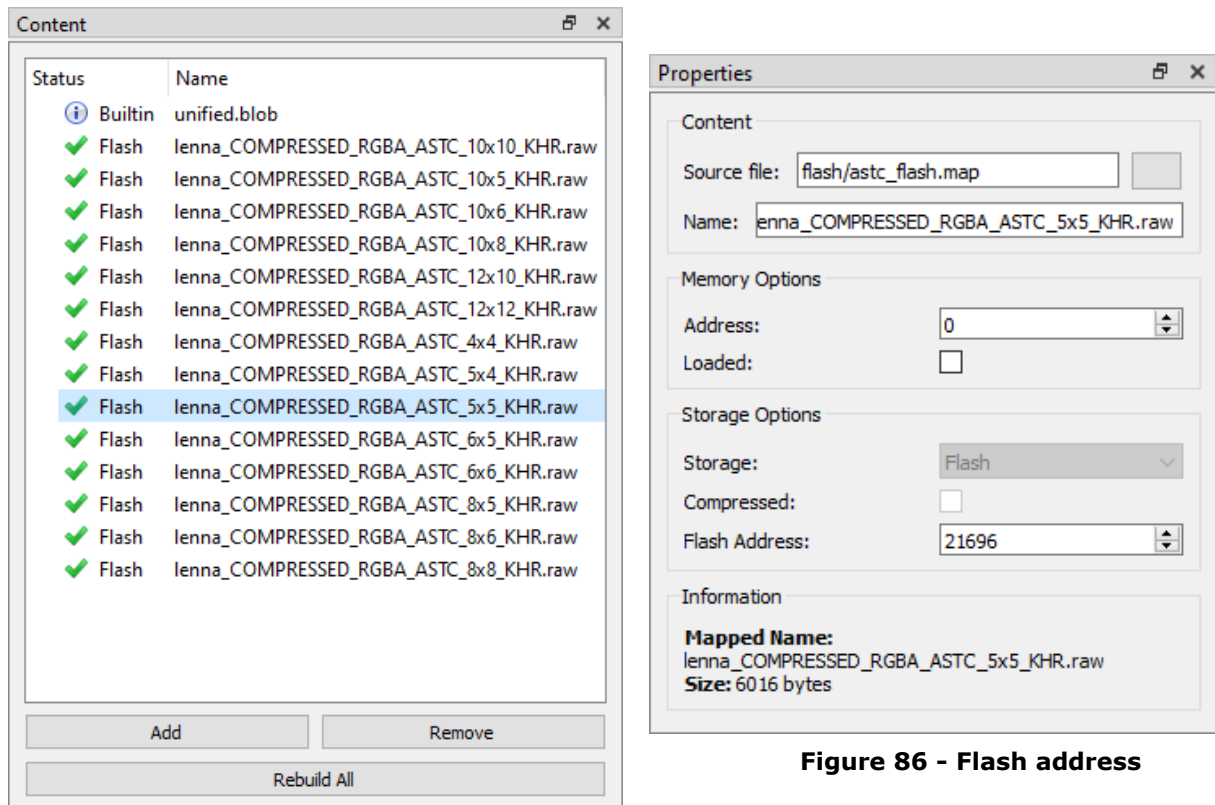 Content
Status Name
Builtin unified.blob
Flash lenna_COMPRESSED_RGBA_ASTC_10x10_KHR.raw
Flash lenna_COMPRESSED_RGBA_ASTC_10x5_KHR.raw
Flash lenna_COMPRESSED_RGBA_ASTC_10x6_KHR.raw
Flash lenna_COMPRESSED_RGBA_ASTC_10x8_KHR.raw
Flash lenna_COMPRESSED_RGBA_ASTC_12x10_KHR.raw
Flash lenna_COMPRESSED_RGBA_ASTC_12x12_KHR.raw
Flash lenna_COMPRESSED_RGBA_ASTC_4x4_KHR.raw
Flash lenna_COMPRESSED_RGBA_ASTC_5x4_KHR.raw
Flash lenna_COMPRESSED_RGBA_ASTC_5x5_KHR.raw
Flash lenna_COMPRESSED_RGBA_ASTC_6x5_KHR.raw
Flash lenna_COMPRESSED_RGBA_ASTC_6x6_KHR.raw
Flash lenna_COMPRESSED_RGBA_ASTC_8x5_KHR.raw
Flash lenna_COMPRESSED_RGBA_ASTC_8x6_KHR.raw
Flash lenna_COMPRESSED_RGBA_ASTC_8x8_KHR.raw
Add Remove
Rebuild All
Properties
Content
Source file: flash/astc_flash.map
Name: enna_COMPRESSED_RGBA_ASTC_5x5_KHR.raw
Memory Options
Address: 0
Loaded:
Storage Options
Storage: Flash
Compressed:
Flash Address: 21696
Information
Mapped Name:
lenna_COMPRESSED_RGBA_ASTC_5x5_KHR.raw
Size: 6016 bytes
Figure 86 - Flash address